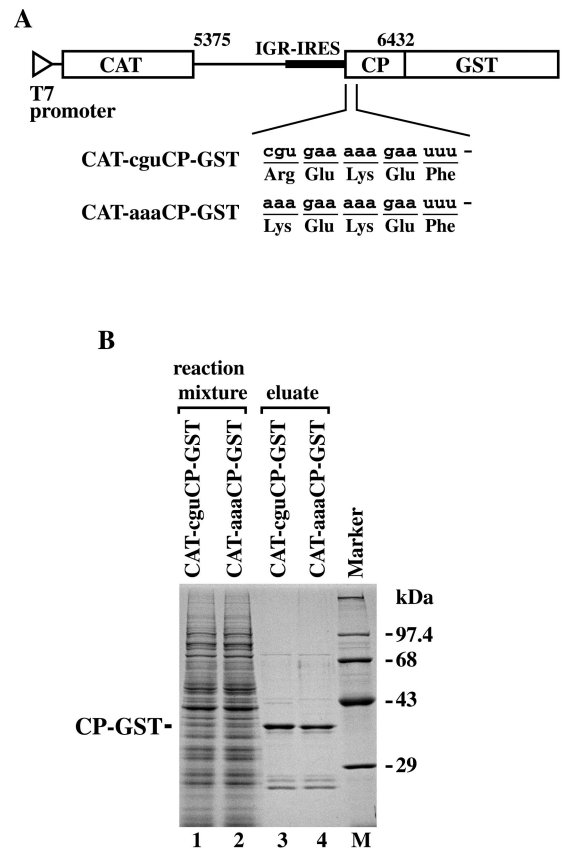 A
5375 6432
IGR-IRES
CAT CP GST
T7
promoter
CAT-cguCP-GST cgu gaa aaa gaa uuu -
Arg Glu Lys Glu Phe
CAT-aaaCP-GST aaa gaa aaa gaa uuu -
Lys Glu Lys Glu Phe
B
reaction
mixture eluate
CAT-cguCP-GST
CAT-aaaCP-GST
CAT-cguCP-GST
CAT-aaaCP-GST
Marker
kDa
-97.4
-68
-43
CP-GST-
-29
1 2 3 4 M